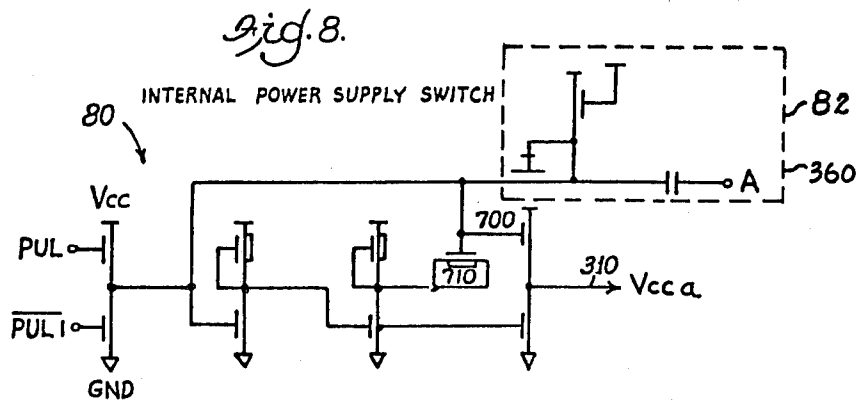 Fig. 8.
INTERNAL POWER SUPPLY SWITCH
80
82
360
A
Vcc
700
PUL
710
310
Vcc a
PUL1
GND